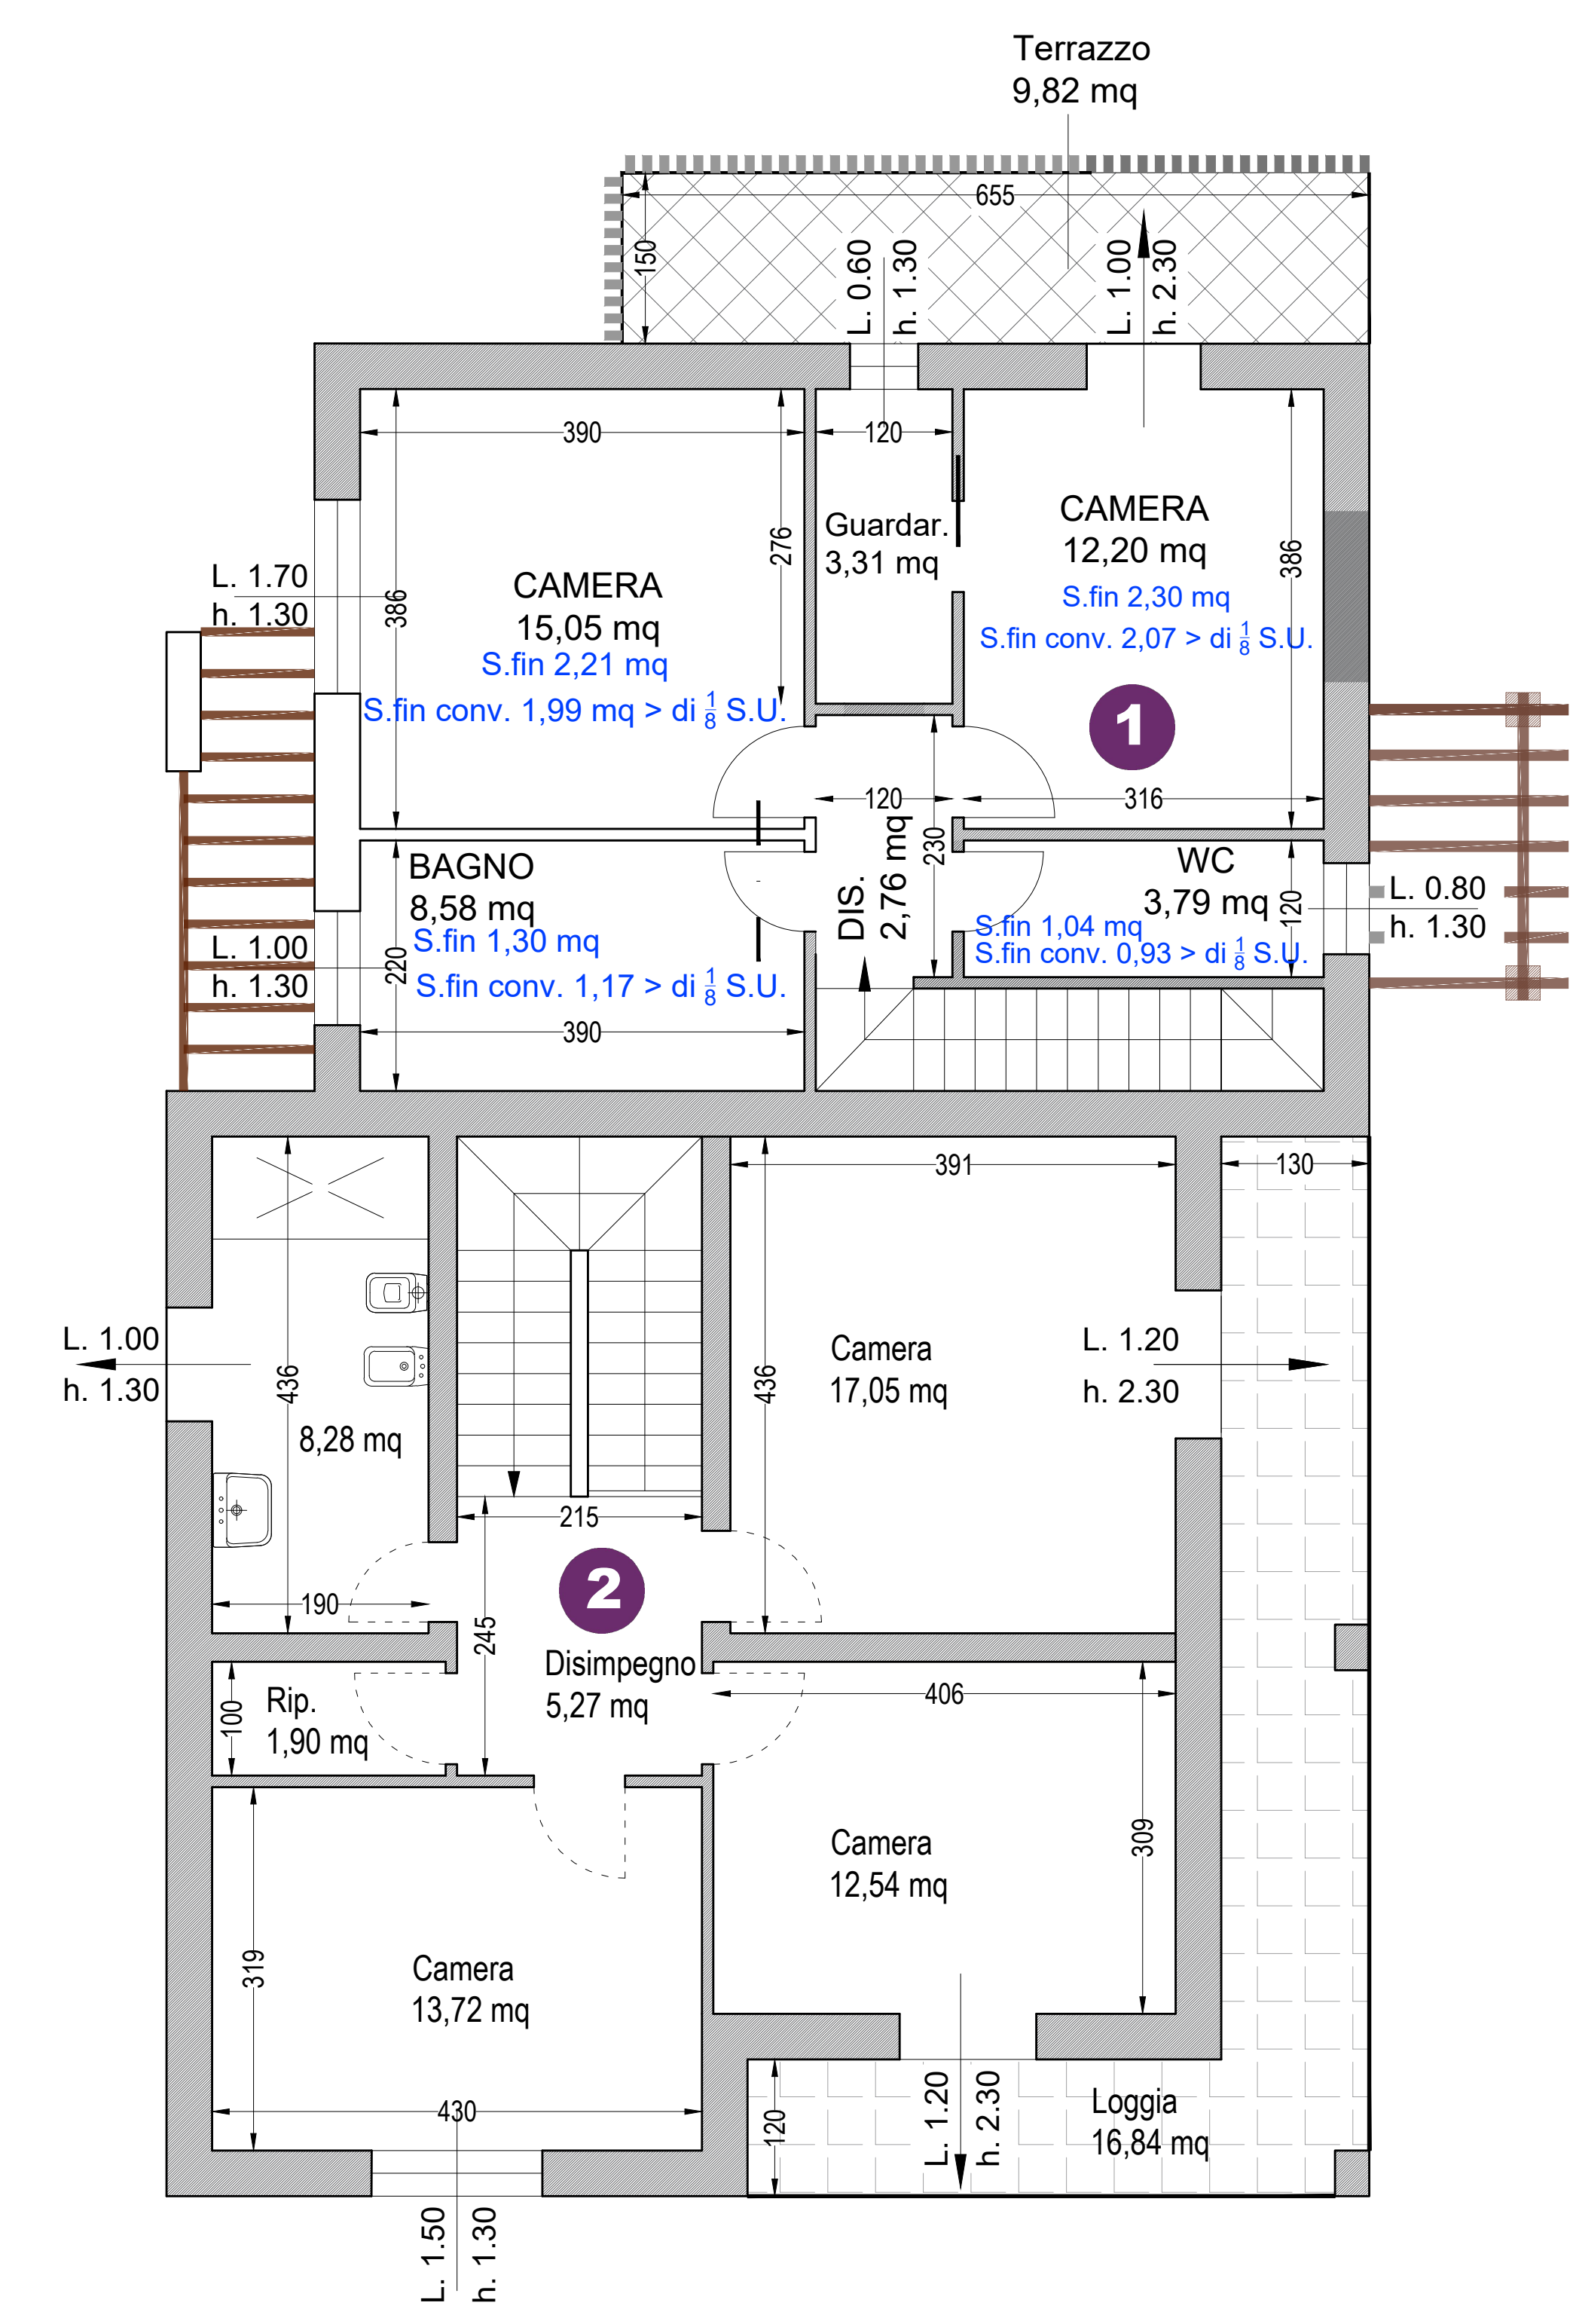 Terrazzo
9,82 mq
655
150
L. 0.60
h. 1.30
L. 1.00
h. 2.30
390
120
276
386
386
Guardar.
3,31 mq
CAMERA
12,20 mq
S.fin 2,30 mq
S.fin conv. 2,07 > di 1/8 S.U.
1
L. 1.70
h. 1.30
CAMERA
15,05 mq
S.fin 2,21 mq
S.fin conv. 1,99 mq > di 1/8 S.U.
120
316
230
DIS.
2,76 mq
BAGNO
8,58 mq
S.fin 1,30 mq
S.fin conv. 1,17 > di 1/8 S.U.
L. 1.00
h. 1.30
220
390
WC
3,79 mq
S.fin 1,04 mq
S.fin conv. 0,93 > di 1/8 S.U.
120
L. 0.80
h. 1.30
391
130
436
436
L. 1.00
h. 1.30
8,28 mq
Camera
17,05 mq
L. 1.20
h. 2.30
215
190
245
2
Disimpegno
5,27 mq
100
Rip.
1,90 mq
406
309
Camera
12,54 mq
319
Camera
13,72 mq
430
120
L. 1.20
h. 2.30
Loggia
16,84 mq
L. 1.50
h. 1.30